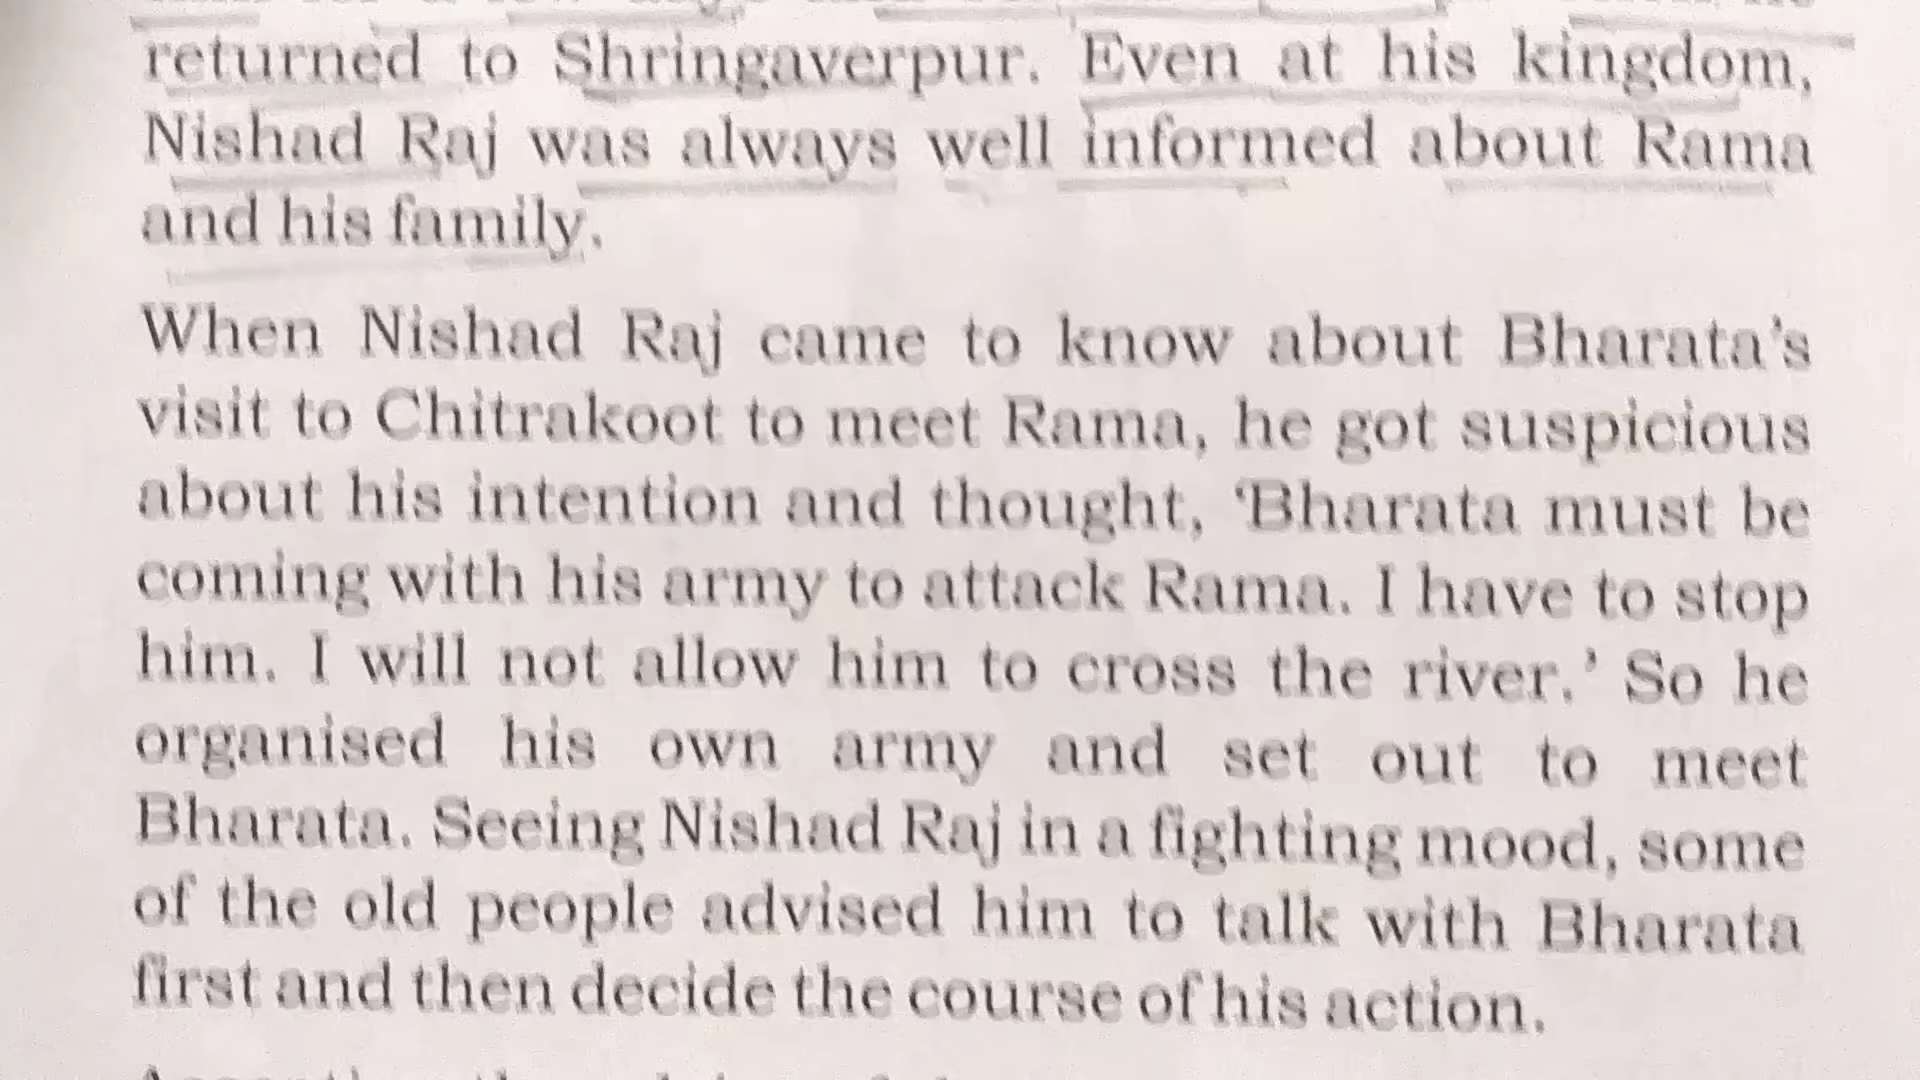 returned to Shringaverpur. Even at his kingdom,
Nishad Raj was always well informed about Rama
and his family.
When Nishad Raj came to know about Bharata's
visit to Chitrakoot to meet Rama, he got suspicious
about his intention and thought, ‘Bharata must be
coming with his army to attack Rama. I have to stop
him. I will not allow him to cross the river.’ So he
organised his own army and set out to meet
Bharata. Seeing Nishad Raj in a fighting mood, some
of the old people advised him to talk with Bharata
first and then decide the course of his action.